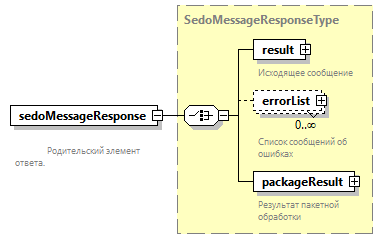 SedoMessageResponseType
result
Исходящее сообщение
errorList
0..∞
sedoMessageResponse
Родительский элемент
ответа.
Список сообщений об
ошибках
packageResult
Результат пакетной
обработки